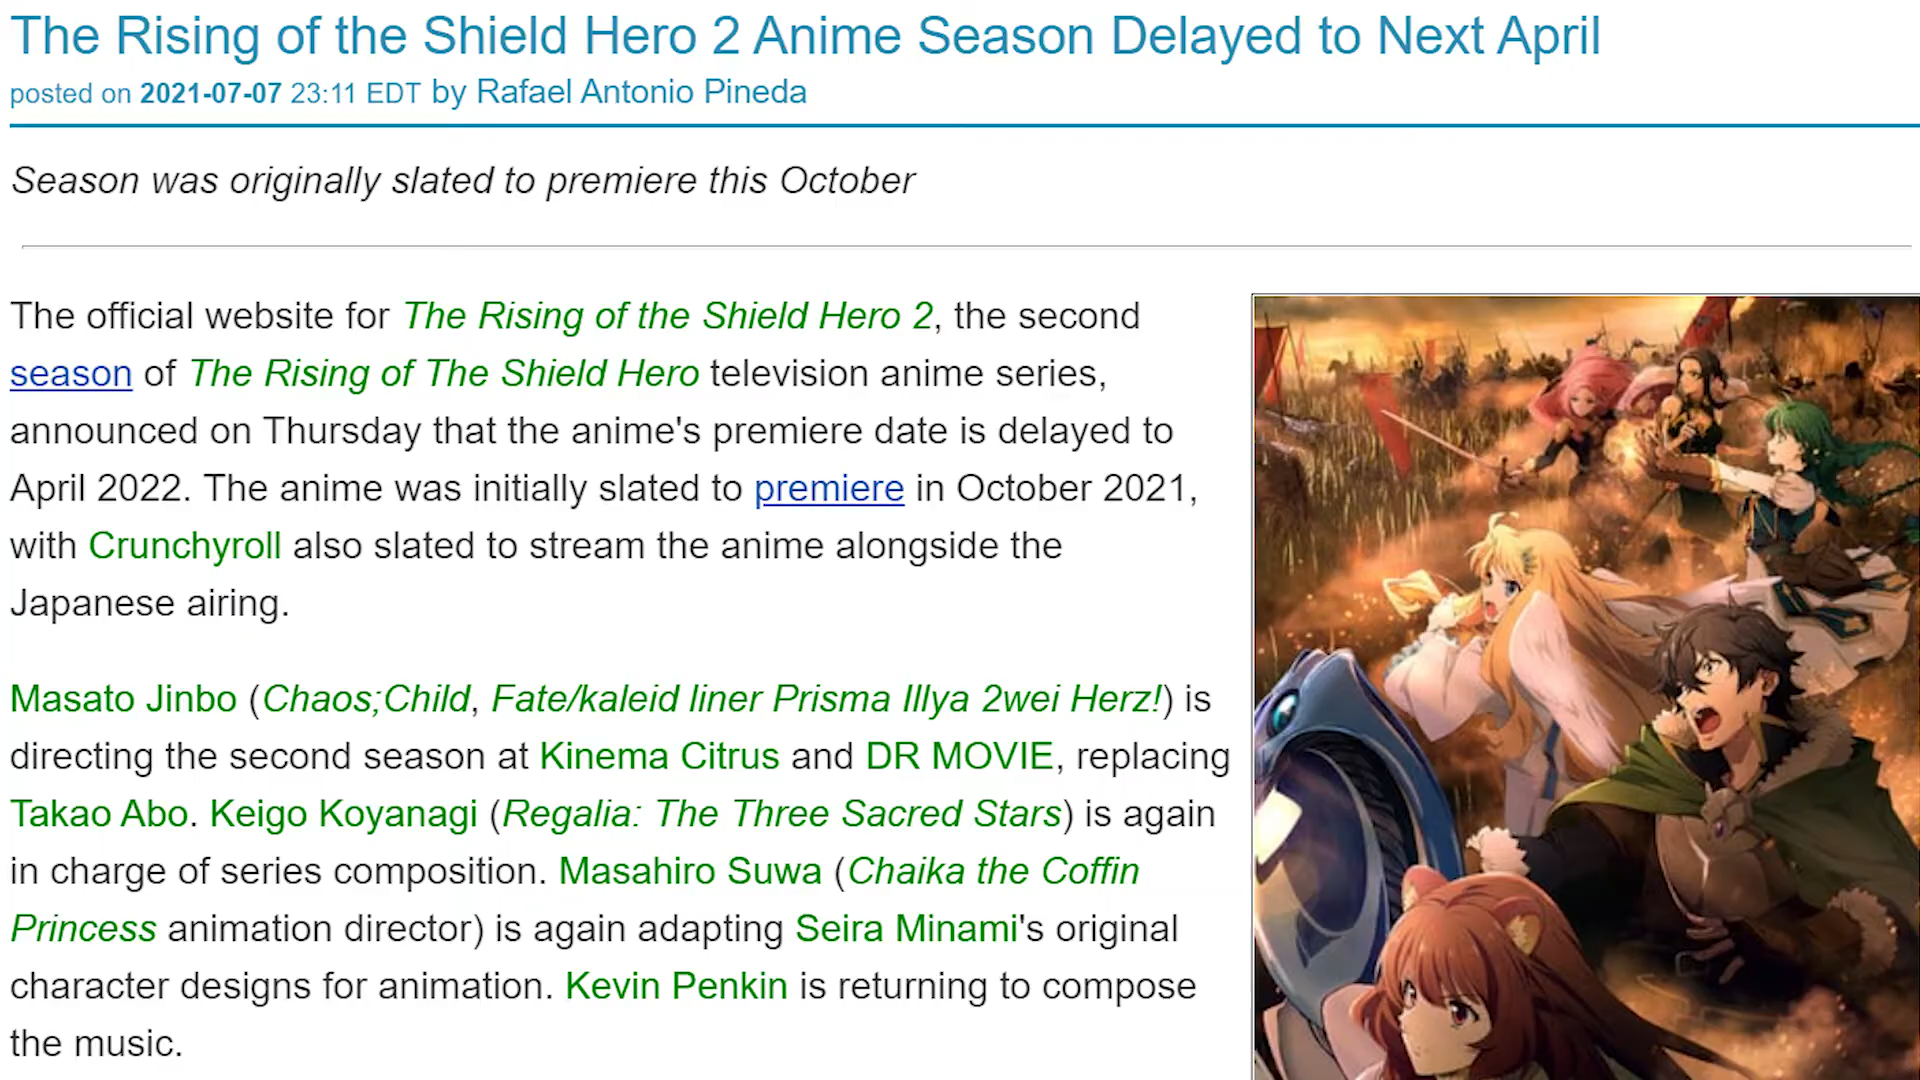 The Rising of the Shield Hero 2 Anime Season Delayed to Next April
posted on 2021-07-07 23:11 EDT by Rafael Antonio Pineda
Season was originally slated to premiere this October
The official website for The Rising of the Shield Hero 2, the second
season of The Rising of The Shield Hero television anime series,
announced on Thursday that the anime's premiere date is delayed to
April 2022. The anime was initially slated to premiere in October 2021,
with Crunchyroll also slated to stream the anime alongside the
Japanese airing.
Masato Jinbo (Chaos;Child, Fate/kaleid liner Prisma Illya 2wei Herz!) is
directing the second season at Kinema Citrus and DR MOVIE, replacing
Takao Abo. Keigo Koyanagi (Regalia: The Three Sacred Stars) is again
in charge of series composition. Masahiro Suwa (Chaika the Coffin
Princess animation director) is again adapting Seira Minami's original
character designs for animation. Kevin Penkin is returning to compose
the music.